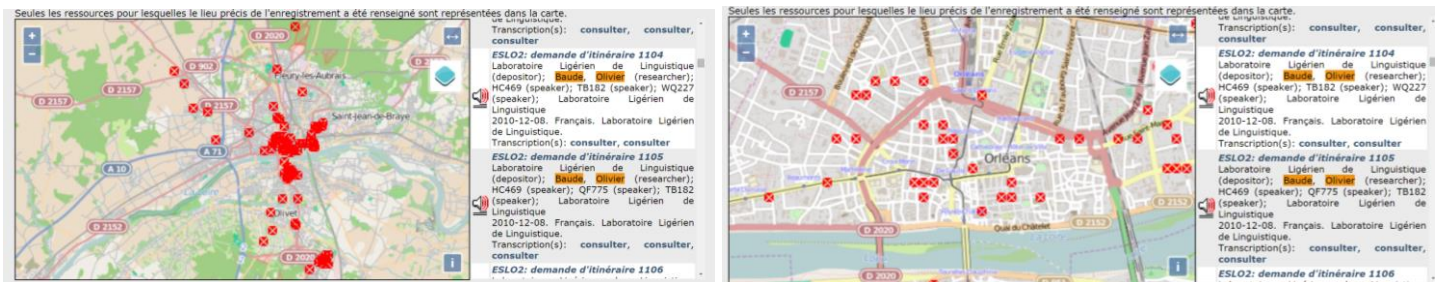 Seules les ressources pour lesquelles le lieu précis de l'enregistrement a été renseigné sont représentées dans la carte.
+
−
D 2020
D 902
Fleury-les-Aubrais
D 2157
D 2157
D 2157
Saint-Jean-de-Braye
A 71
A 10
Olivet
D 2152
D 2020
i
de Linguistique.
Transcription(s): consulter, consulter,
consulter
ESLO2: demande d'itinéraire 1104
Laboratoire Ligérien de Linguistique
(depositor); Baude, Olivier (researcher);
HC469 (speaker); TB182 (speaker); WQ227
(speaker); Laboratoire Ligérien de
Linguistique
2010-12-08. Français. Laboratoire Ligérien
de Linguistique.
Transcription(s): consulter, consulter
ESLO2: demande d'itinéraire 1105
Laboratoire Ligérien de Linguistique
(depositor); Baude, Olivier (researcher);
HC469 (speaker); QF775 (speaker); TB182
(speaker); Laboratoire Ligérien de
Linguistique
2010-12-08. Français. Laboratoire Ligérien
de Linguistique.
Transcription(s): consulter, consulter,
consulter
ESLO2: demande d'itinéraire 1106
Seules les ressources pour lesquelles le lieu précis de l'enregistrement a été renseigné sont représentées dans la carte.
+
−
D 2157
Orléans
Orléans
Quai du Châtelet
D 2152
D 2152
D 2020
D 2020
i
de Linguistique.
Transcription(s): consulter, consulter,
consulter
ESLO2: demande d'itinéraire 1104
Laboratoire Ligérien de Linguistique
(depositor); Baude, Olivier (researcher);
HC469 (speaker); TB182 (speaker); WQ227
(speaker); Laboratoire Ligérien de
Linguistique
2010-12-08. Français. Laboratoire Ligérien
de Linguistique.
Transcription(s): consulter, consulter
ESLO2: demande d'itinéraire 1105
Laboratoire Ligérien de Linguistique
(depositor); Baude, Olivier (researcher);
HC469 (speaker); QF775 (speaker); TB182
(speaker); Laboratoire Ligérien de
Linguistique
2010-12-08. Français. Laboratoire Ligérien
de Linguistique.
Transcription(s): consulter, consulter,
consulter
ESLO2: demande d'itinéraire 1106